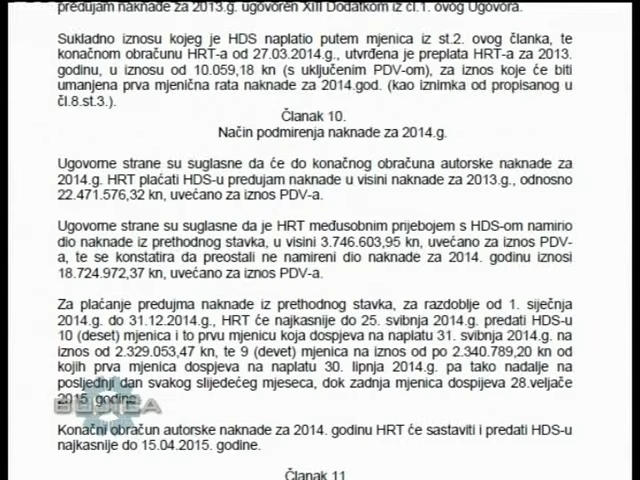 predujam naknade za 2013.g. ugovoren XIII Dodatkom iz čl.1. ovog Ugovora.
Sukladno iznosu kojeg je HDS naplatio putem mjenica iz st.2. ovog članka, te
konačnom obračunu HRT-a od 27.03.2014.g., utvrđena je preplata HRT-a za 2013.
godinu, u iznosu od 10.059,18 kn (s uključenim PDV-om), za iznos koje će biti
umanjena prva mjenična rata naknade za 2014.god. (kao iznimka od propisanog u
čl.8.st.3.).
Članak 10.
Način podmirenja naknade za 2014.g.
Ugovorne strane su suglasne da će do konačnog obračuna autorske naknade za
2014.g. HRT plaćati HDS-u predujam naknade u visini naknade za 2013.g., odnosno
22.471.576,32 kn, uvećano za iznos PDV-a.
Ugovorne strane su suglasne da je HRT međusobnim prijebojem s HDS-om namirio
dio naknade iz prethodnog stavka, u visini 3.746.603,95 kn, uvećano za iznos PDV-
a, te se konstatira da preostali ne namireni dio naknade za 2014. godinu iznosi
18.724.972,37 kn, uvećano za iznos PDV-a.
Za plaćanje predujma naknade iz prethodnog stavka, za razdoblje od 1. siječnja
2014.g. do 31.12.2014.g., HRT će najkasnije do 25. svibnja 2014.g. predati HDS-u
10 (deset) mjenica i to prvu mjenicu koja dospjeva na naplatu 31. svibnja 2014.g. na
iznos od 2.329.053,47 kn, te 9 (devet) mjenica na iznos od po 2.340.789,20 kn od
kojih prva mjenica dospjeva na naplatu 30. lipnja 2014.g. pa tako nadalje na
posljednji dan svakog slijedećeg mjeseca, dok zadnja mjenica dospijeva 28.veljače
2015. godine.
Konačni obračun autorske naknade za 2014. godinu HRT će sastaviti i predati HDS-u
najkasnije do 15.04.2015. godine.
Članak 11